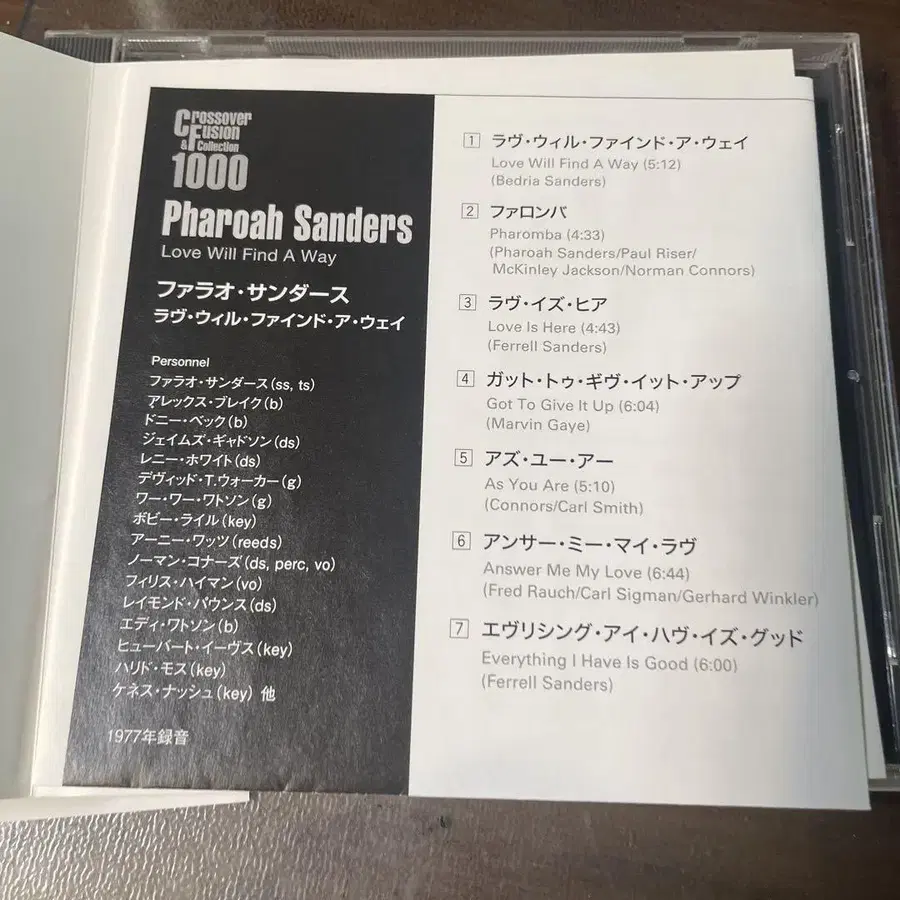 Crossover
& Fusion
Collection
1000
Pharoah Sanders
Love Will Find A Way
ファラオ・サンダース
ラヴ・ウィル・ファインド・ア・ウェイ
Personnel
ファラオ・サンダース(ss, ts)
アレックス・ブレイク(b)
ドニー・ベック(b)
ジェイムズ・ギャドソン(ds)
レニー・ホワイト(ds)
デヴィッド・T.ウォーカー(g)
ワー・ワー・ワトソン(g)
ボビー・ライル(key)
アーニー・ワッツ(reeds)
ノーマン・コナーズ(ds, perc, vo)
フィリス・ハイマン(vo)
レイモンド・パウンス(ds)
エディ・ワトソン(b)
ヒューバート・イーヴス(key)
ハリド・モス(key)
ケネス・ナッシュ(key) 他
1977年録音
1 ラヴ・ウィル・ファインド・ア・ウェイ
Love Will Find A Way (5:12)
(Bedria Sanders)
2 ファロンバ
Pharomba (4:33)
(Pharoah Sanders/Paul Riser/
McKinley Jackson/Norman Connors)
3 ラヴ・イズ・ヒア
Love Is Here (4:43)
(Ferrell Sanders)
4 ガット・トゥ・ギヴ・イット・アップ
Got To Give It Up (6:04)
(Marvin Gaye)
5 アズ・ユー・アー
As You Are (5:10)
(Connors/Carl Smith)
6 アンサー・ミー・マイ・ラヴ
Answer Me My Love (6:44)
(Fred Rauch/Carl Sigman/Gerhard Winkler)
7 エヴリシング・アイ・ハヴ・イズ・グッド
Everything I Have Is Good (6:00)
(Ferrell Sanders)